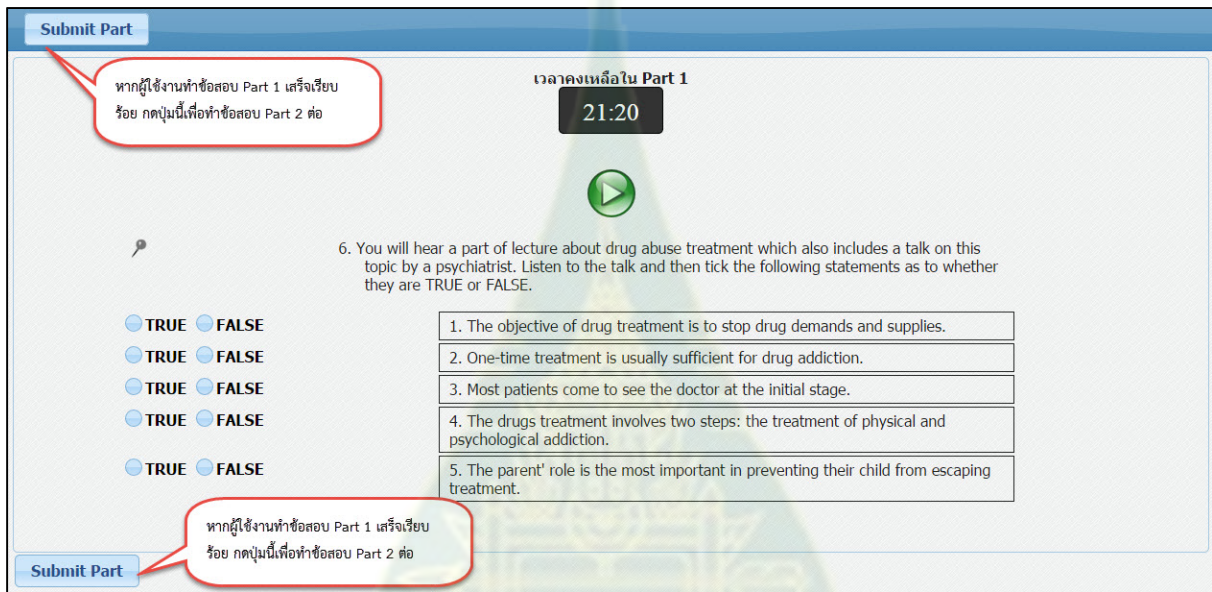 Submit Part
หากผู้ใช้งานทำข้อสอบ Part 1 เสร็จเรียบ
ร้อย กดปุ่มนี้เพื่อทำข้อสอบ Part 2 ต่อ
เวลาคงเหลือใน Part 1
21:20
6. You will hear a part of lecture about drug abuse treatment which also includes a talk on this
topic by a psychiatrist. Listen to the talk and then tick the following statements as to whether
they are TRUE or FALSE.
TRUE FALSE 1. The objective of drug treatment is to stop drug demands and supplies.
TRUE FALSE 2. One-time treatment is usually sufficient for drug addiction.
TRUE FALSE 3. Most patients come to see the doctor at the initial stage.
TRUE FALSE 4. The drugs treatment involves two steps: the treatment of physical and
psychological addiction.
TRUE FALSE 5. The parent' role is the most important in preventing their child from escaping
treatment.
หากผู้ใช้งานทำข้อสอบ Part 1 เสร็จเรียบ
ร้อย กดปุ่มนี้เพื่อทำข้อสอบ Part 2 ต่อ
Submit Part